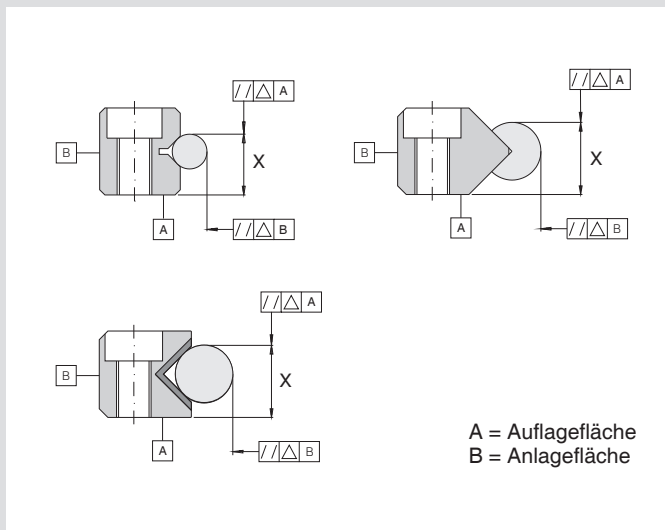 // △ A
B
X
A
// △ B
// △ A
B
X
A
// △ B
// △ A
B
X
A
// △ B
A = Auflagefläche
B = Anlagefläche